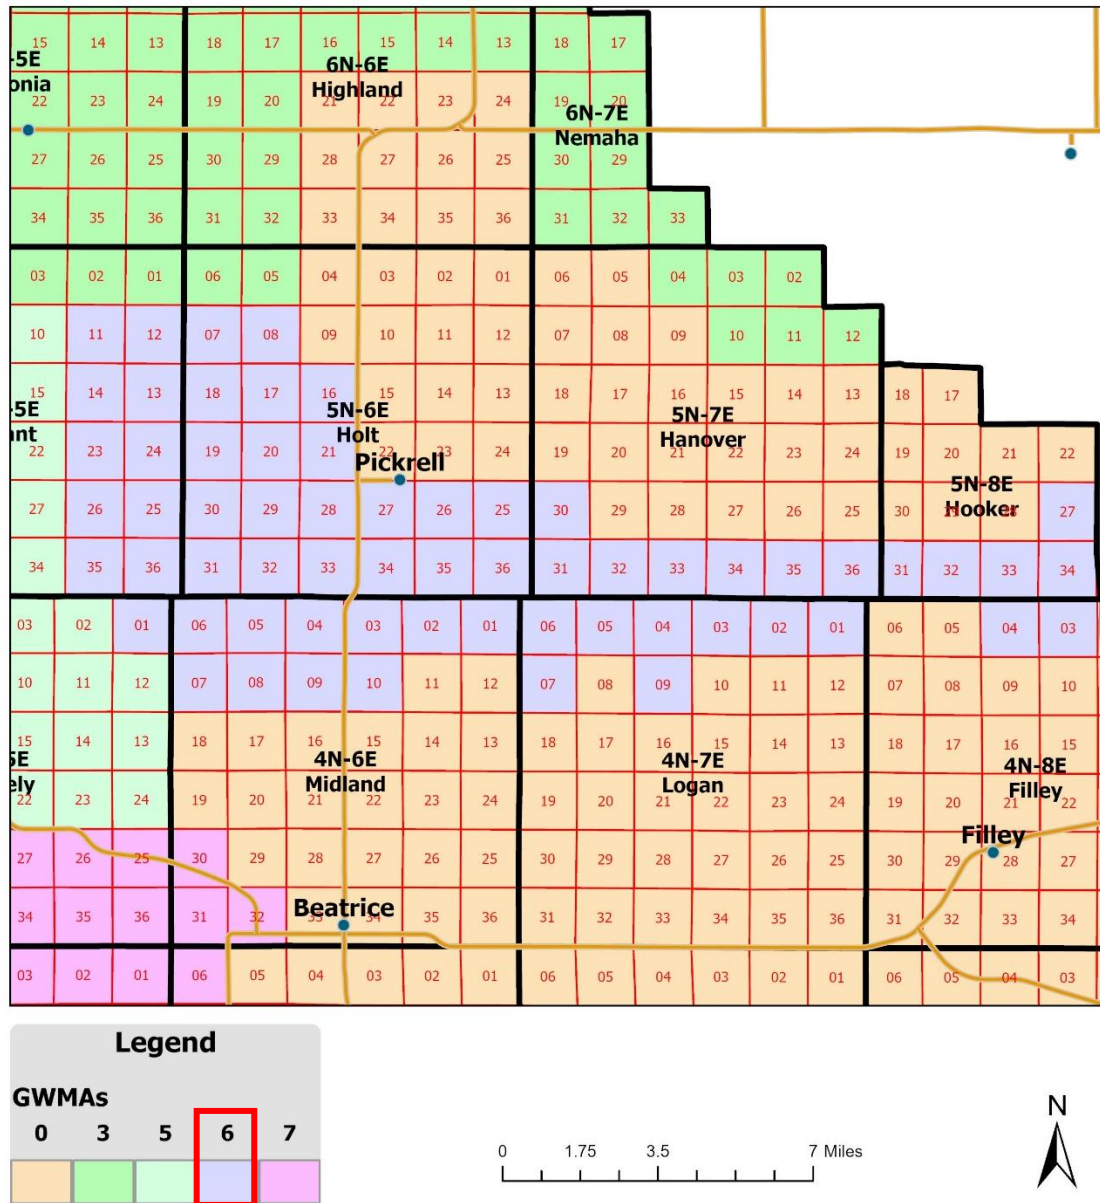 15 14 13 18 17 16 15 14 13 18 17
-5E 6N-6E
onia Highland
22 23 24 19 20 21 22 23 24 19 20
6N-7E
Nemaha
27 26 25 30 29 28 27 26 25 30 29
34 35 36 31 32 33 34 35 36 31 32 33
03 02 01 06 05 04 03 02 01 06 05 04 03 02
10 11 12 07 08 09 10 11 12 07 08 09 10 11 12
15 14 13 18 17 16 15 14 13 18 17 16 15 14 13 18 17
-5E 5N-6E 5N-7E
ant Holt Hanover
22 23 24 19 20 21 22 23 24 19 20 21 22 23 24 19 20 21 22
Pickrell
5N-8E
Hooker
27 26 25 30 29 28 27 26 25 30 29 28 27 26 25 30 29 28 27
34 35 36 31 32 33 34 35 36 31 32 33 34 35 36 31 32 33 34
03 02 01 06 05 04 03 02 01 06 05 04 03 02 01 06 05 04 03
10 11 12 07 08 09 10 11 12 07 08 09 10 11 12 07 08 09 10
15 14 13 18 17 16 15 14 13 18 17 16 15 14 13 18 17 16 15
5E 4N-6E 4N-7E 4N-8E
ely Midland Logan Filley
22 23 24 19 20 21 22 23 24 19 20 21 22 23 24 19 20 21 22
Filley
27 26 25 30 29 28 27 26 25 30 29 28 27 26 25 30 29 28 27
Beatrice
34 35 36 31 32 33 34 35 36 31 32 33 34 35 36 31 32 33 34
03 02 01 06 05 04 03 02 01 06 05 04 03 02 01 06 05 04 03
Legend
GWMAs
0 3 5 6 7
0 1.75 3.5 7 Miles
N